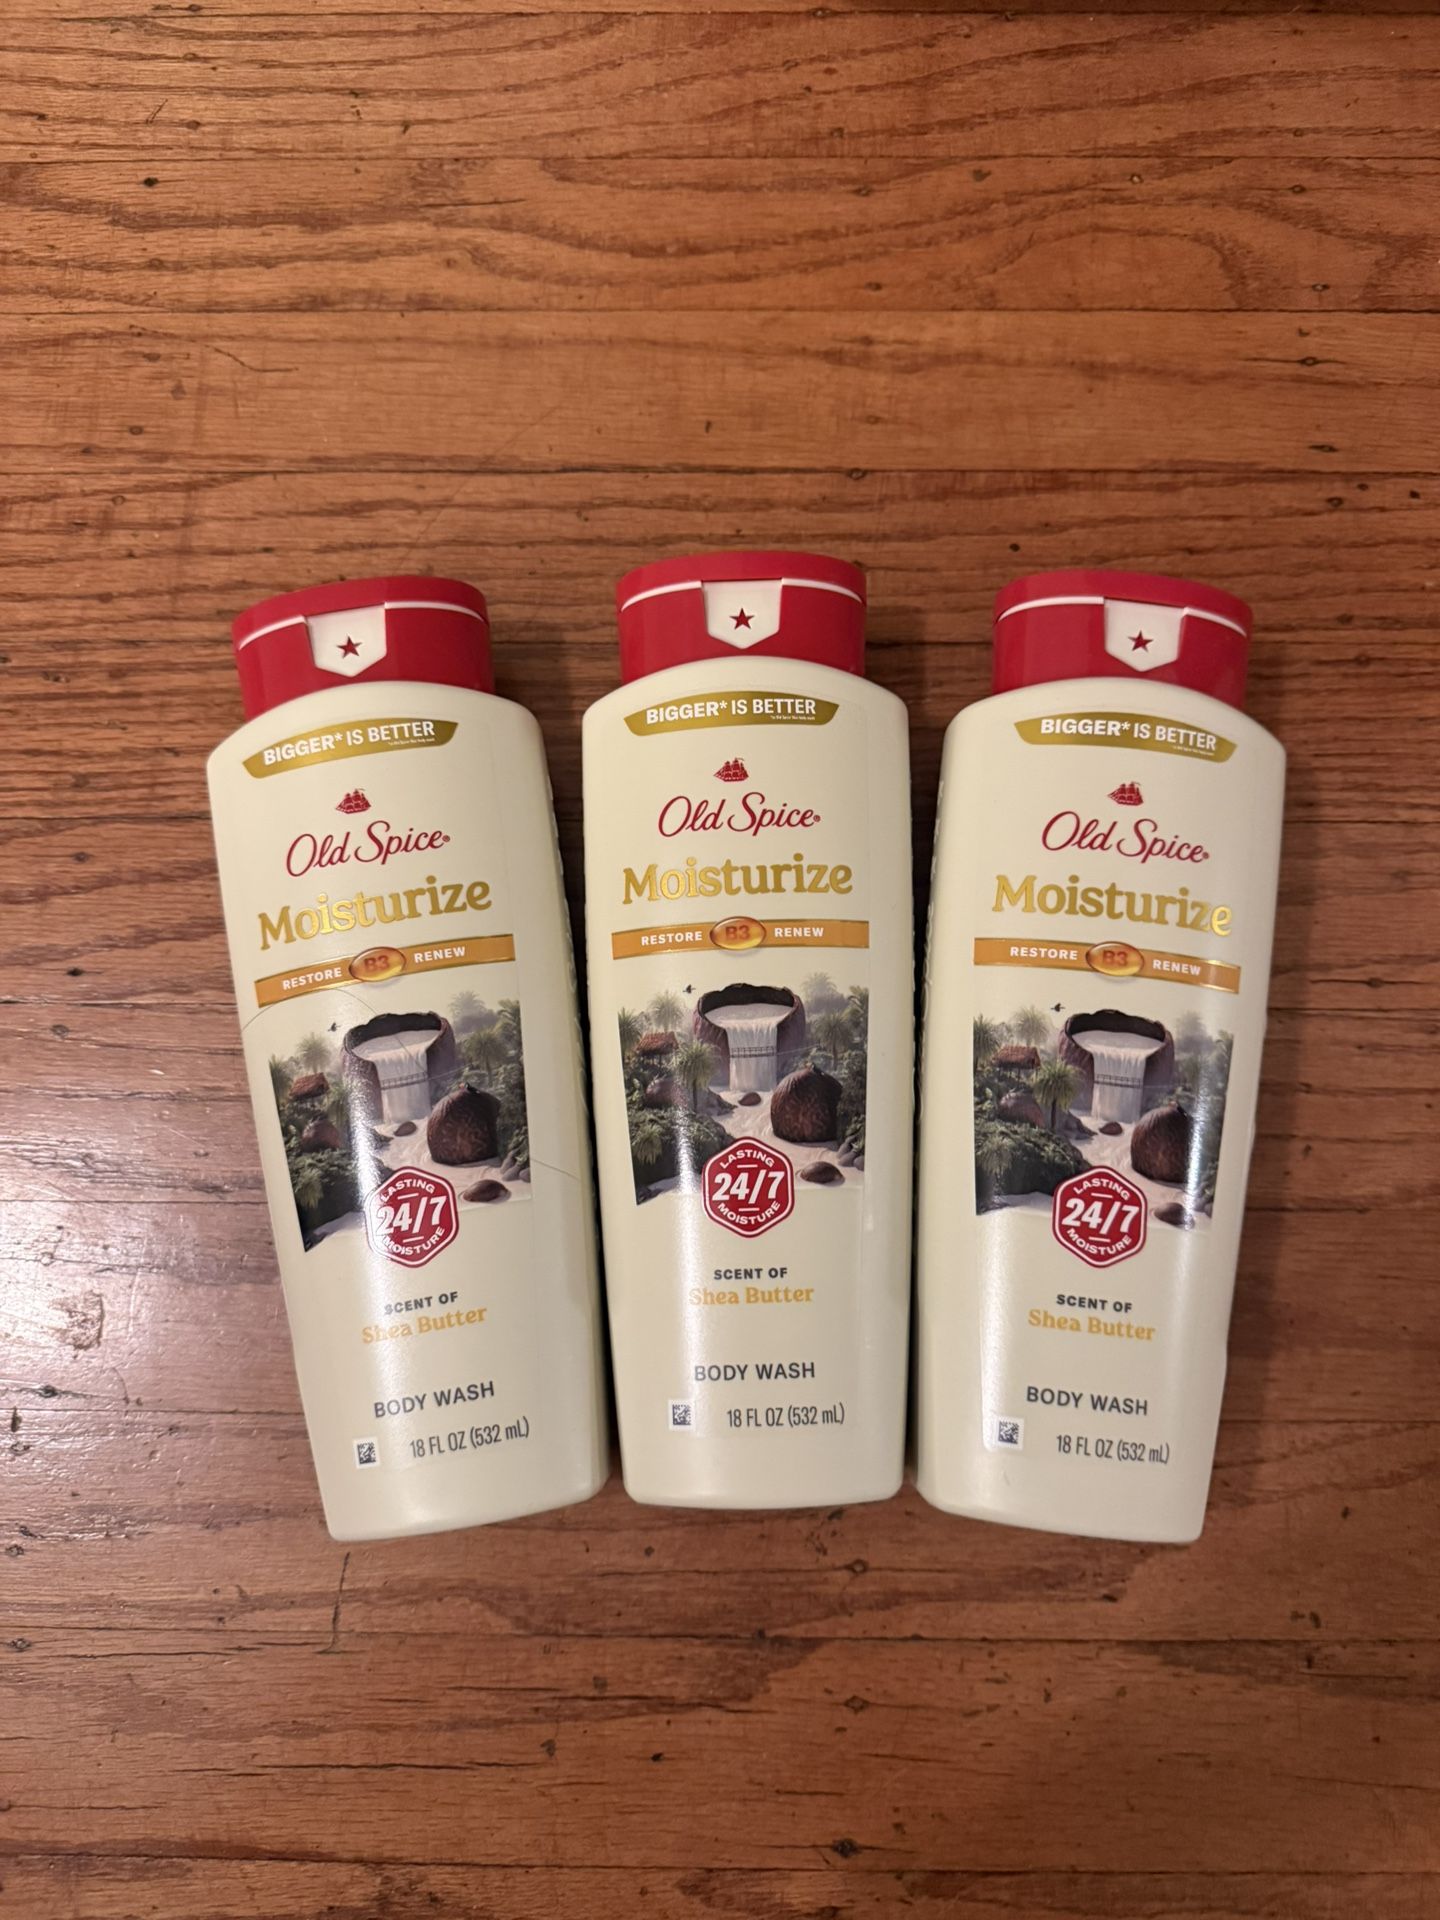 BIGGER* IS BETTER
Old Spice®
Moisturize
RESTORE B3 RENEW
LASTING
24/7
MOISTURE
SCENT OF
Shea Butter
BODY WASH
18 FL OZ (532 mL)
BIGGER* IS BETTER
Old Spice®
Moisturize
RESTORE B3 RENEW
LASTING
24/7
MOISTURE
SCENT OF
Shea Butter
BODY WASH
18 FL OZ (532 mL)
BIGGER* IS BETTER
Old Spice®
Moisturize
RESTORE B3 RENEW
LASTING
24/7
MOISTURE
SCENT OF
Shea Butter
BODY WASH
18 FL OZ (532 mL)